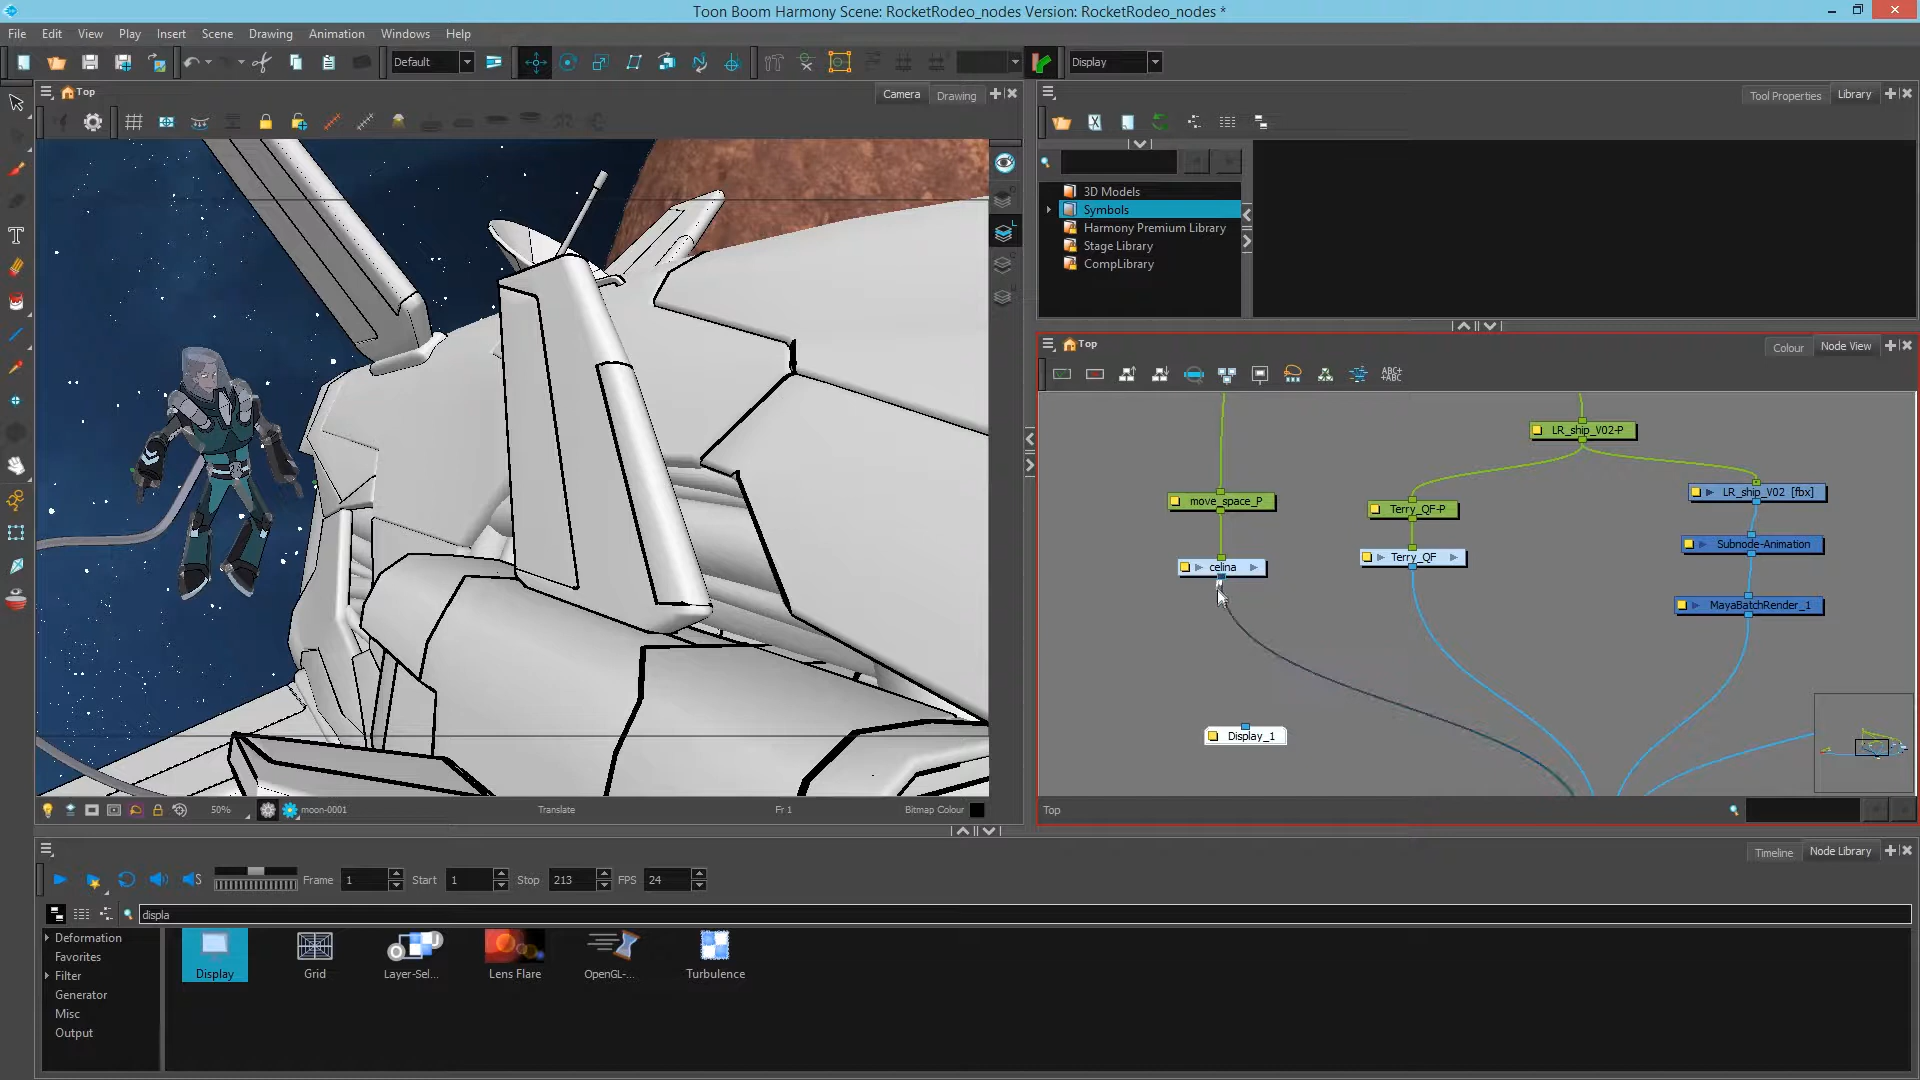 Toon Boom Harmony Scene: RocketRodeo_nodes Version: RocketRodeo_nodes *
File Edit View Play Insert Scene Drawing Animation Windows Help
Default
Display
Top
Camera
Drawing
Tool Properties
Library
3D Models
Symbols
Harmony Premium Library
Stage Library
CompLibrary
Top
Colour
Node View
ABC+
+ABC
LR_ship_V02-P
move_space_P
Terry_QF-P
LR_ship_V02 [fbx]
celina
Terry_QF
Subnode-Animation
MayaBatchRender_1
Display_1
Top
50%
moon-0001
Translate
Fr 1
Bitmap Colour
Timeline
Node Library
Frame 1 Start 1 Stop 213 FPS 24
displa
Deformation
Favorites
Filter
Generator
Misc
Output
Display
Grid
Layer-Sel...
Lens Flare
OpenGL-...
Turbulence